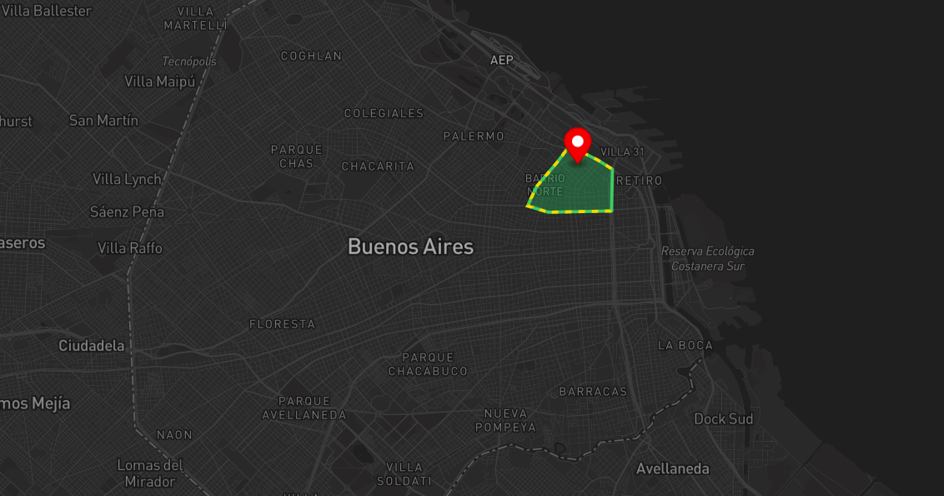 Villa Ballester
VILLA
MARTELLI
COGHLAN
AEP
Tecnópolis
Villa Maipú
COLEGIALES
hurst
San Martín
PALERMO
PARQUE
CHAS
CHACARITA
VILLA 31
Villa Lynch
BARRIO
NORTE
RETIRO
Sáenz Peña
aseros
Villa Raffo
Buenos Aires
Reserva Ecológica
Costanera Sur
FLORESTA
Ciudadela
LA BOCA
PARQUE
CHACABUCO
mos Mejía
PARQUE
AVELLANEDA
BARRACAS
NUEVA
POMPEYA
Dock Sud
NAON
Lomas del
Mirador
VILLA
SOLDATI
Avellaneda